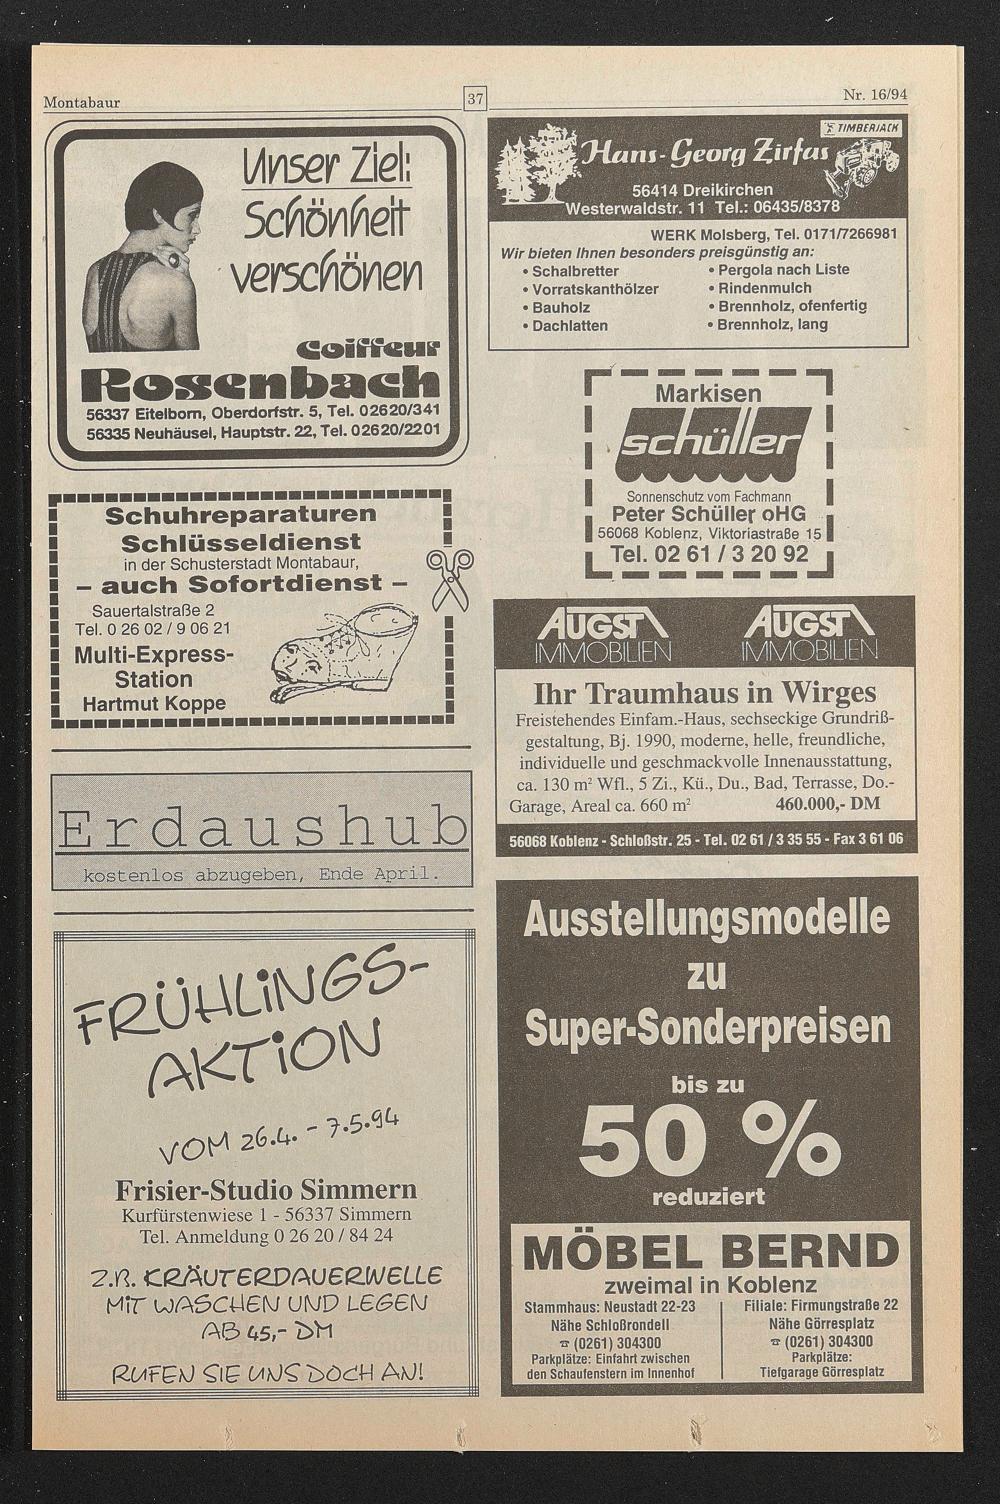 Montabaur
37
Nr. 16/94
Unser Ziel:
Schönheit
verschönen
Coiffeur
Rosenbach
56337 Eitelborn, Oberdorfstr. 5, Tel. 02620/341
56335 Neuhäusel, Hauptstr. 22, Tel. 02620/2201
Schuhreparaturen
Schlüsseldienst
in der Schusterstadt Montabaur,
– auch Sofortdienst –
Sauertalstraße 2
Tel. 0 26 02 / 9 06 21
Multi-Express-
Station
Hartmut Koppe
Erdaushub
kostenlos abzugeben, Ende April.
FRÜHLINGS-
AKTION
VOM 26.4. - 7.5.94
Frisier-Studio Simmern
Kurfürstenwiese 1 - 56337 Simmern
Tel. Anmeldung 0 26 20 / 84 24
Z.B. KRÄUTERDAUERWELLE
MIT WASCHEN UND LEGEN
AB 45,- DM
RUFEN SIE UNS DOCH AN!
TIMBERJACK
Hans-Georg Zirfas
56414 Dreikirchen
Westerwaldstr. 11 Tel.: 06435/8378
WERK Molsberg, Tel. 0171/7266981
Wir bieten Ihnen besonders preisgünstig an:
• Schalbretter
• Vorratskanthölzer
• Bauholz
• Dachlatten
• Pergola nach Liste
• Rindenmulch
• Brennholz, ofenfertig
• Brennholz, lang
Markisen
schüller
Sonnenschutz vom Fachmann
Peter Schüller oHG
56068 Koblenz, Viktoriastraße 15
Tel. 02 61 / 3 20 92
AUGST AUGST
IMMOBILIEN IMMOBILIEN
Ihr Traumhaus in Wirges
Freistehendes Einfam.-Haus, sechseckige Grundriß-
gestaltung, Bj. 1990, moderne, helle, freundliche,
individuelle und geschmackvolle Innenausstattung,
ca. 130 m² Wfl., 5 Zi., Kü., Du., Bad, Terrasse, Do.-
Garage, Areal ca. 660 m² 460.000,- DM
56068 Koblenz - Schloßstr. 25 - Tel. 02 61 / 3 35 55 - Fax 3 61 06
Ausstellungsmodelle
zu
Super-Sonderpreisen
bis zu
50 %
reduziert
MÖBEL BERND
zweimal in Koblenz
Stammhaus: Neustadt 22-23
Nähe Schloßrondell
☎ (0261) 304300
Parkplätze: Einfahrt zwischen
den Schaufenstern im Innenhof
Filiale: Firmungstraße 22
Nähe Görresplatz
☎ (0261) 304300
Parkplätze:
Tiefgarage Görresplatz